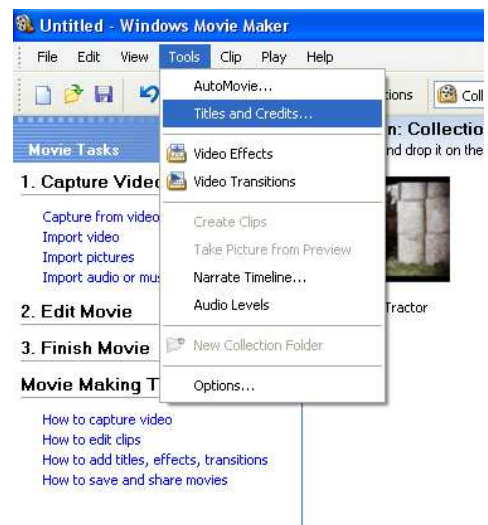 Untitled - Windows Movie Maker
File Edit View Tools Clip Play Help
AutoMovie...
Titles and Credits...
Video Effects
Video Transitions
Create Clips
Take Picture from Preview
Narrate Timeline...
Audio Levels
New Collection Folder
Options...
tions Coll
n: Collectio
nd drop it on the
Tractor
Movie Tasks
1. Capture Video
Capture from video
Import video
Import pictures
Import audio or mus
2. Edit Movie
3. Finish Movie
Movie Making T
How to capture video
How to edit clips
How to add titles, effects, transitions
How to save and share movies